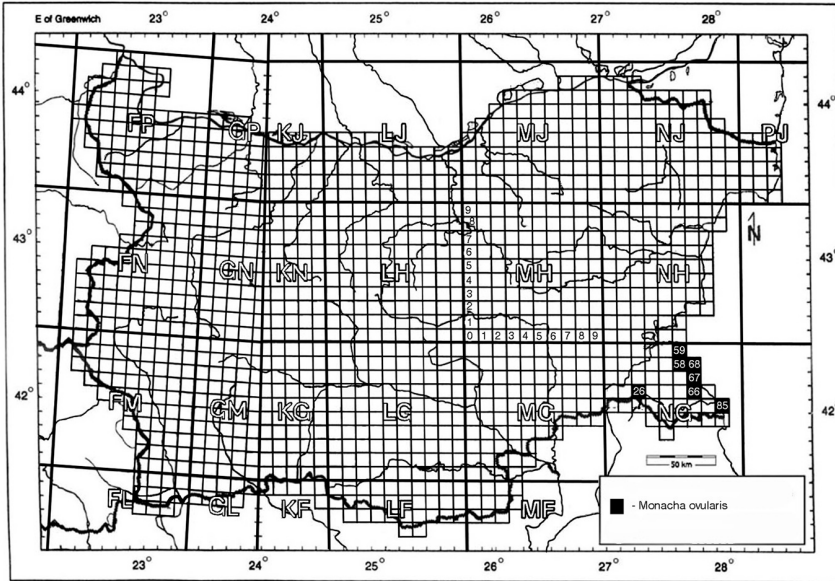 E of Greenwich 23° 24° 25° 26° 27° 28°
44° 44°
FP GP KJ LJ MJ NJ PJ
9
8
43° 7 N 43°
6
FN GN KN LH 5 MH NH
4
3
2
1
0 1 2 3 4 5 6 7 8 9
59
58 68
67
42° FM GM KG LG MG 26 NG 66 85 42°
50 km
FL GL KF LF MF
- Monacha ovularis
23° 24° 25° 26° 27° 28°